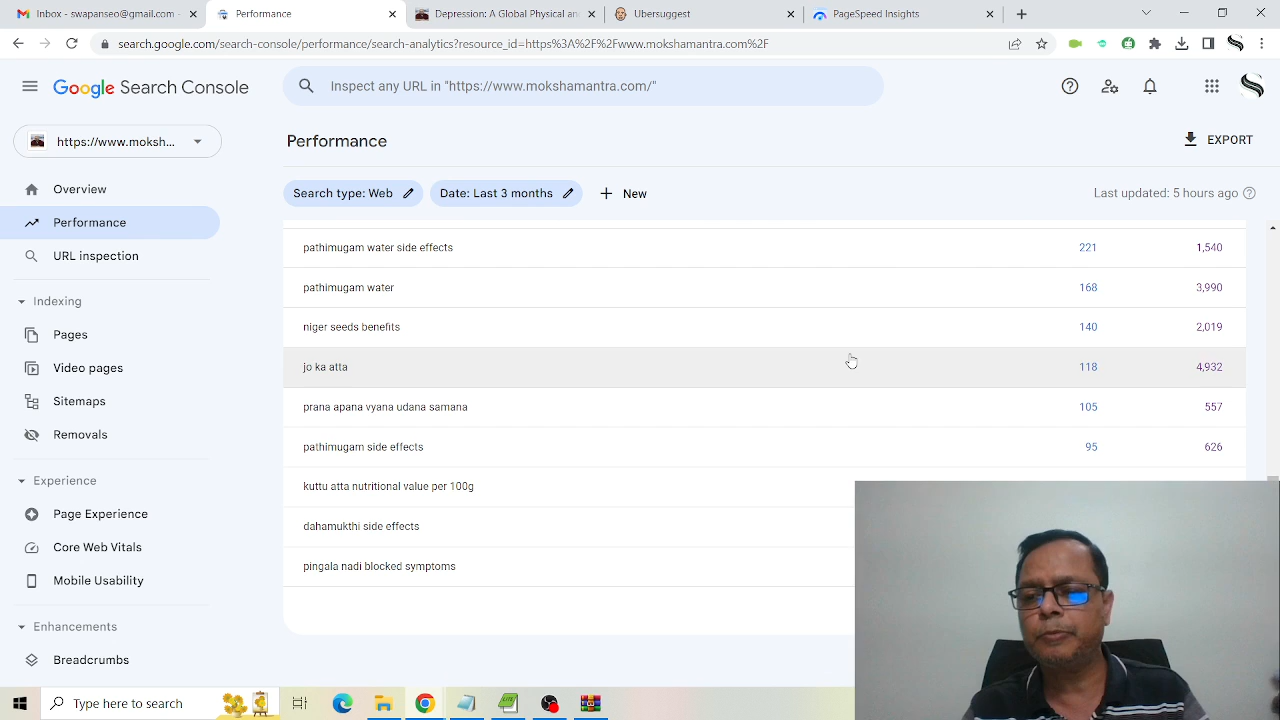 Inbox - swapanes@gmail.com
Performance
Depression: A Global Physical an
Ubersuggest
PageSpeed Insights
search.google.com/search-console/performance/search-analytics?resource_id=https%3A%2F%2Fwww.mokshamantra.com%2F
Google Search Console
Inspect any URL in "https://www.mokshamantra.com/"
https://www.moksh...
Performance
EXPORT
Search type: Web
Date: Last 3 months
New
Last updated: 5 hours ago
Overview
Performance
URL inspection
Indexing
Pages
Video pages
Sitemaps
Removals
Experience
Page Experience
Core Web Vitals
Mobile Usability
Enhancements
Breadcrumbs
pathimugam water side effects 221 1,540
pathimugam water 168 3,990
niger seeds benefits 140 2,019
jo ka atta 118 4,932
prana apana vyana udana samana 105 557
pathimugam side effects 95 626
kuttu atta nutritional value per 100g
dahamukthi side effects
pingala nadi blocked symptoms
Type here to search